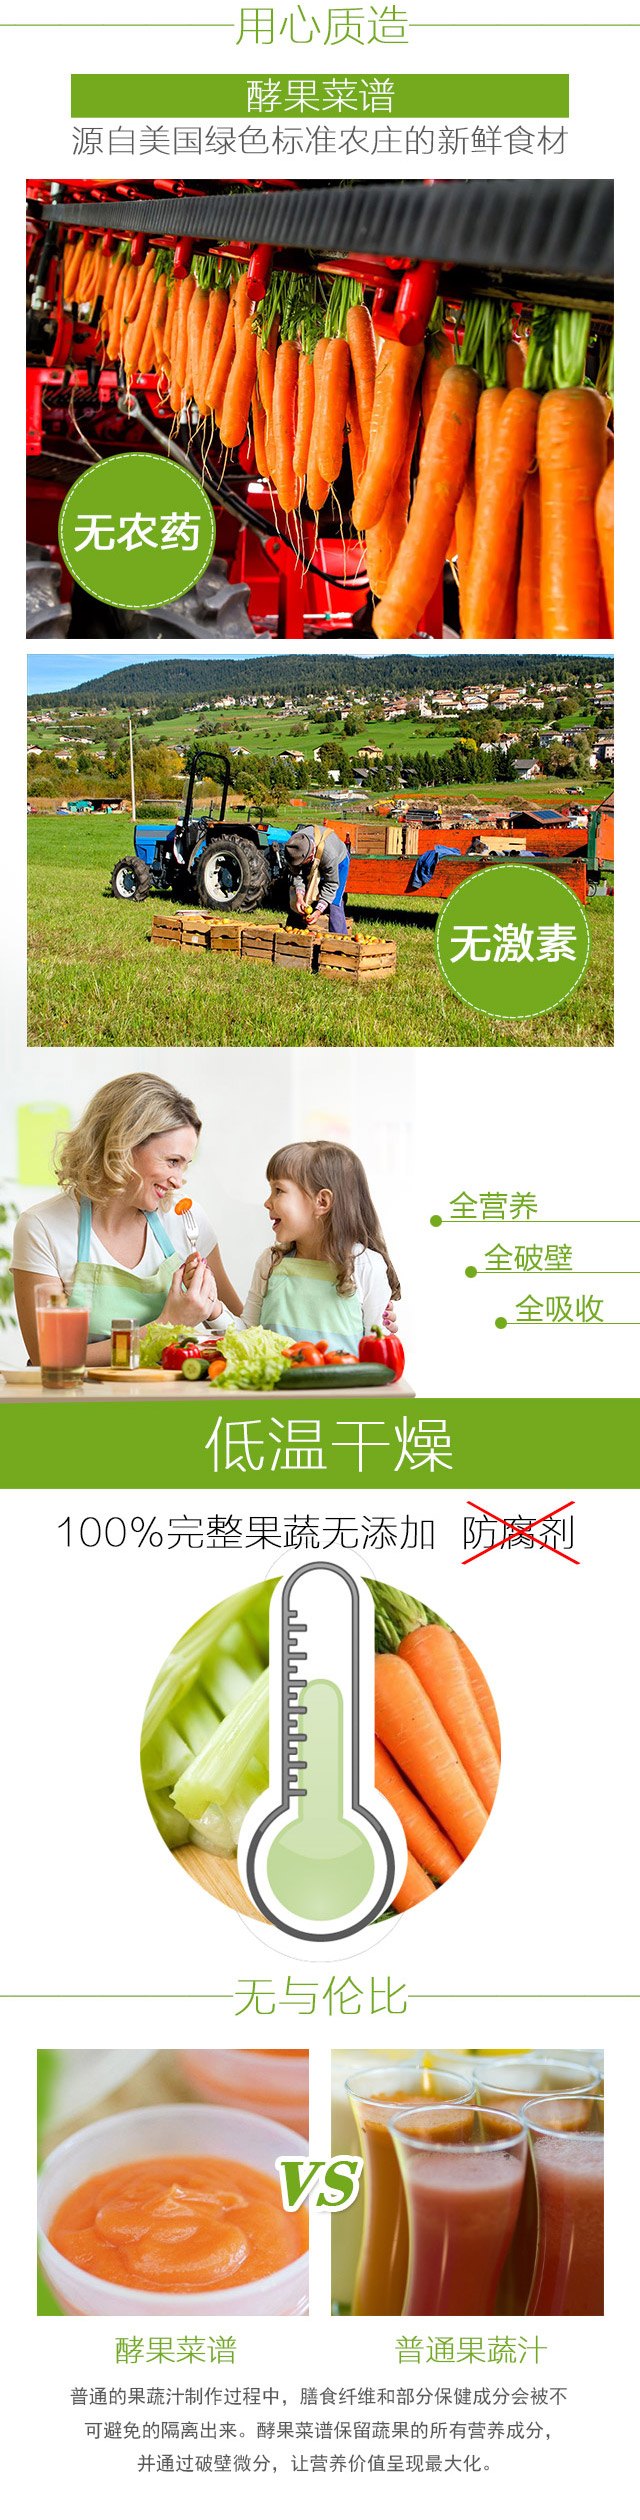 用心质造
酵果菜谱
源自美国绿色标准农庄的新鲜食材
无农药
无激素
全营养
全破壁
全吸收
低温干燥
100%完整果蔬无添加 防腐剂
无与伦比
VS
酵果菜谱
普通果蔬汁
普通的果蔬汁制作过程中，膳食纤维和部分保健成分会被不
可避免的隔离出来。酵果菜谱保留蔬果的所有营养成分，
并通过破壁微分，让营养价值呈现最大化。